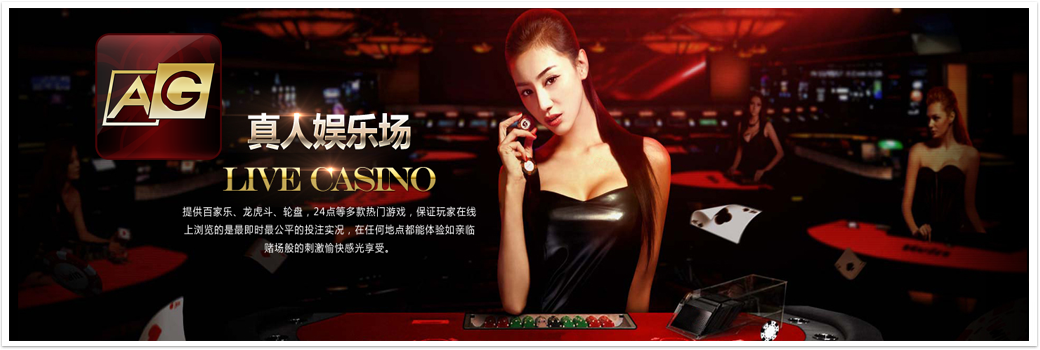 AG
真人娱乐场
LIVE CASINO
提供百家乐、龙虎斗、轮盘，24点等多款热门游戏，保证玩家在线
上浏览的是最即时最公平的投注实况，在任何地点都能体验如亲临
赌场般的刺激愉快感光享受。